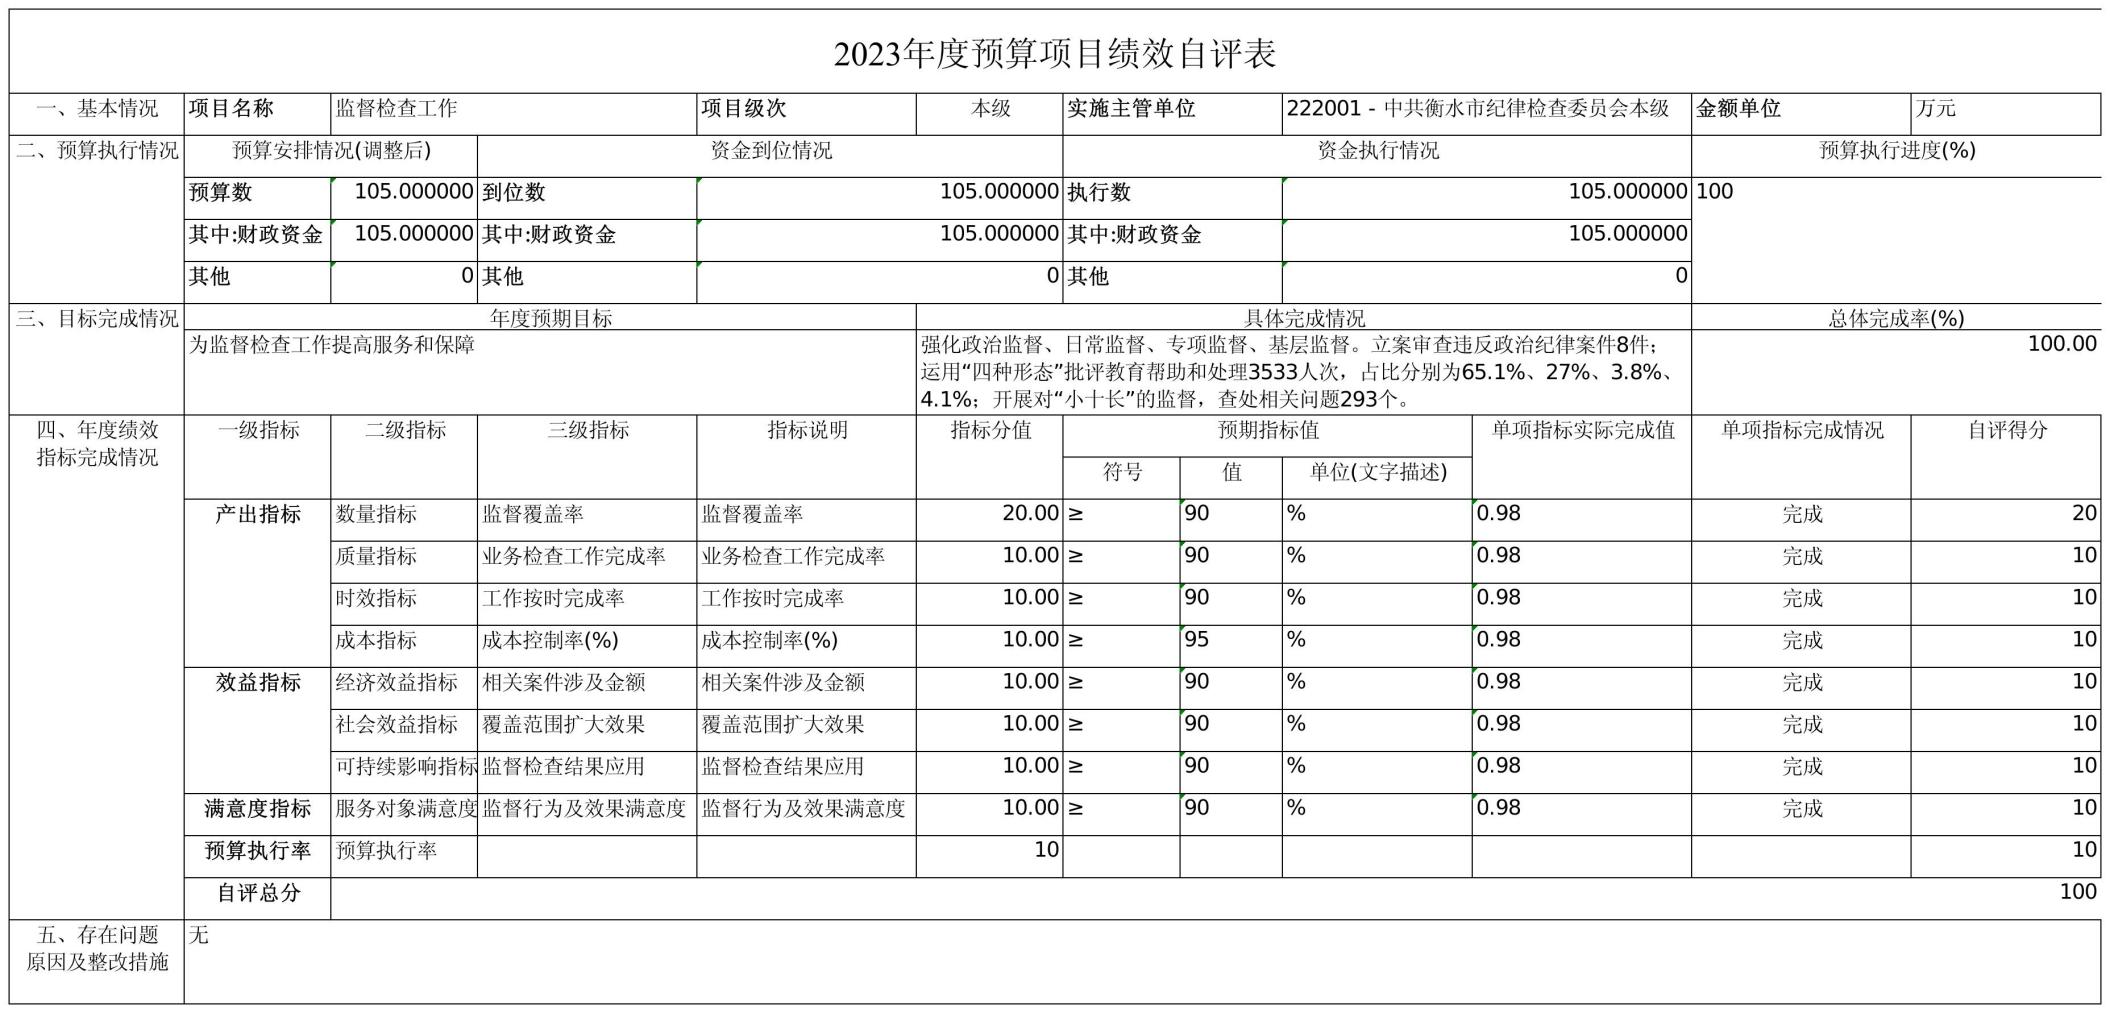 2023年度预算项目绩效自评表
一、基本情况 项目名称 监督检查工作 项目级次 本级 实施主管单位 222001 - 中共衡水市纪律检查委员会本级 金额单位 万元
二、预算执行情况 预算安排情况(调整后) 资金到位情况 资金执行情况 预算执行进度(%)
预算数 105.000000 到位数 105.000000 执行数 105.000000 100
其中:财政资金 105.000000 其中:财政资金 105.000000 其中:财政资金 105.000000
其他 0 其他 0 其他 0
三、目标完成情况 年度预期目标 具体完成情况 总体完成率(%)
为监督检查工作提高服务和保障 强化政治监督、日常监督、专项监督、基层监督。立案审查违反政治纪律案件8件； 100.00
运用“四种形态”批评教育帮助和处理3533人次，占比分别为65.1%、27%、3.8%、
4.1%；开展对“小十长”的监督，查处相关问题293个。
四、年度绩效 一级指标 二级指标 三级指标 指标说明 指标分值 预期指标值 单项指标实际完成值 单项指标完成情况 自评得分
指标完成情况 符号 值 单位(文字描述)
产出指标 数量指标 监督覆盖率 监督覆盖率 20.00 ≥ 90 % 0.98 完成 20
质量指标 业务检查工作完成率 业务检查工作完成率 10.00 ≥ 90 % 0.98 完成 10
时效指标 工作按时完成率 工作按时完成率 10.00 ≥ 90 % 0.98 完成 10
成本指标 成本控制率(%) 成本控制率(%) 10.00 ≥ 95 % 0.98 完成 10
效益指标 经济效益指标 相关案件涉及金额 相关案件涉及金额 10.00 ≥ 90 % 0.98 完成 10
社会效益指标 覆盖范围扩大效果 覆盖范围扩大效果 10.00 ≥ 90 % 0.98 完成 10
可持续影响指标 监督检查结果应用 监督检查结果应用 10.00 ≥ 90 % 0.98 完成 10
满意度指标 服务对象满意度 监督行为及效果满意度 监督行为及效果满意度 10.00 ≥ 90 % 0.98 完成 10
预算执行率 预算执行率 10 10
自评总分 100
五、存在问题 无
原因及整改措施